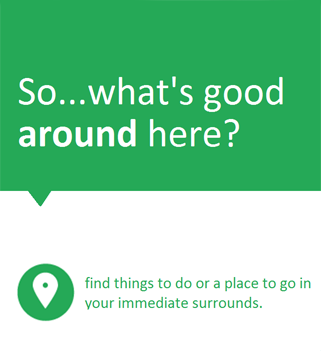 So...what's good
around here?
find things to do or a place to go in
your immediate surrounds.